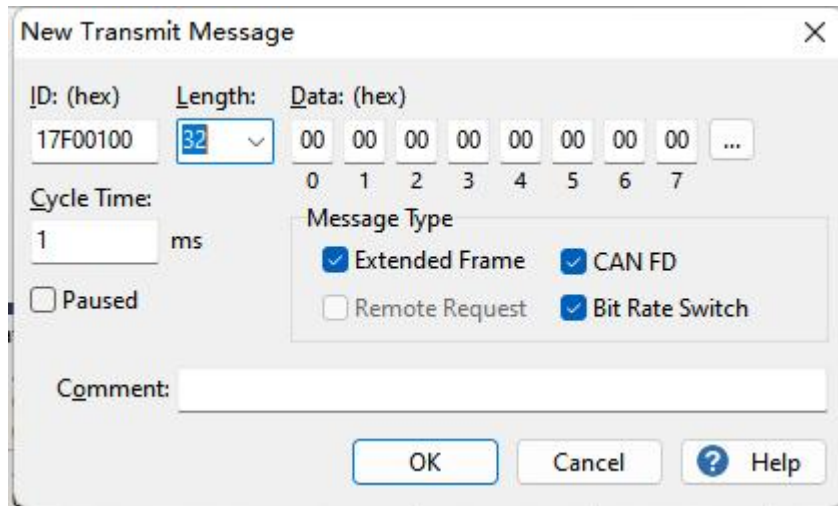 New Transmit Message
ID: (hex) Length: Data: (hex)
17F00100 32 00 00 00 00 00 00 00 00 ...
0 1 2 3 4 5 6 7
Cycle Time:
1 ms
Message Type
Extended Frame CAN FD
Paused
Remote Request Bit Rate Switch
Comment:
OK Cancel ? Help